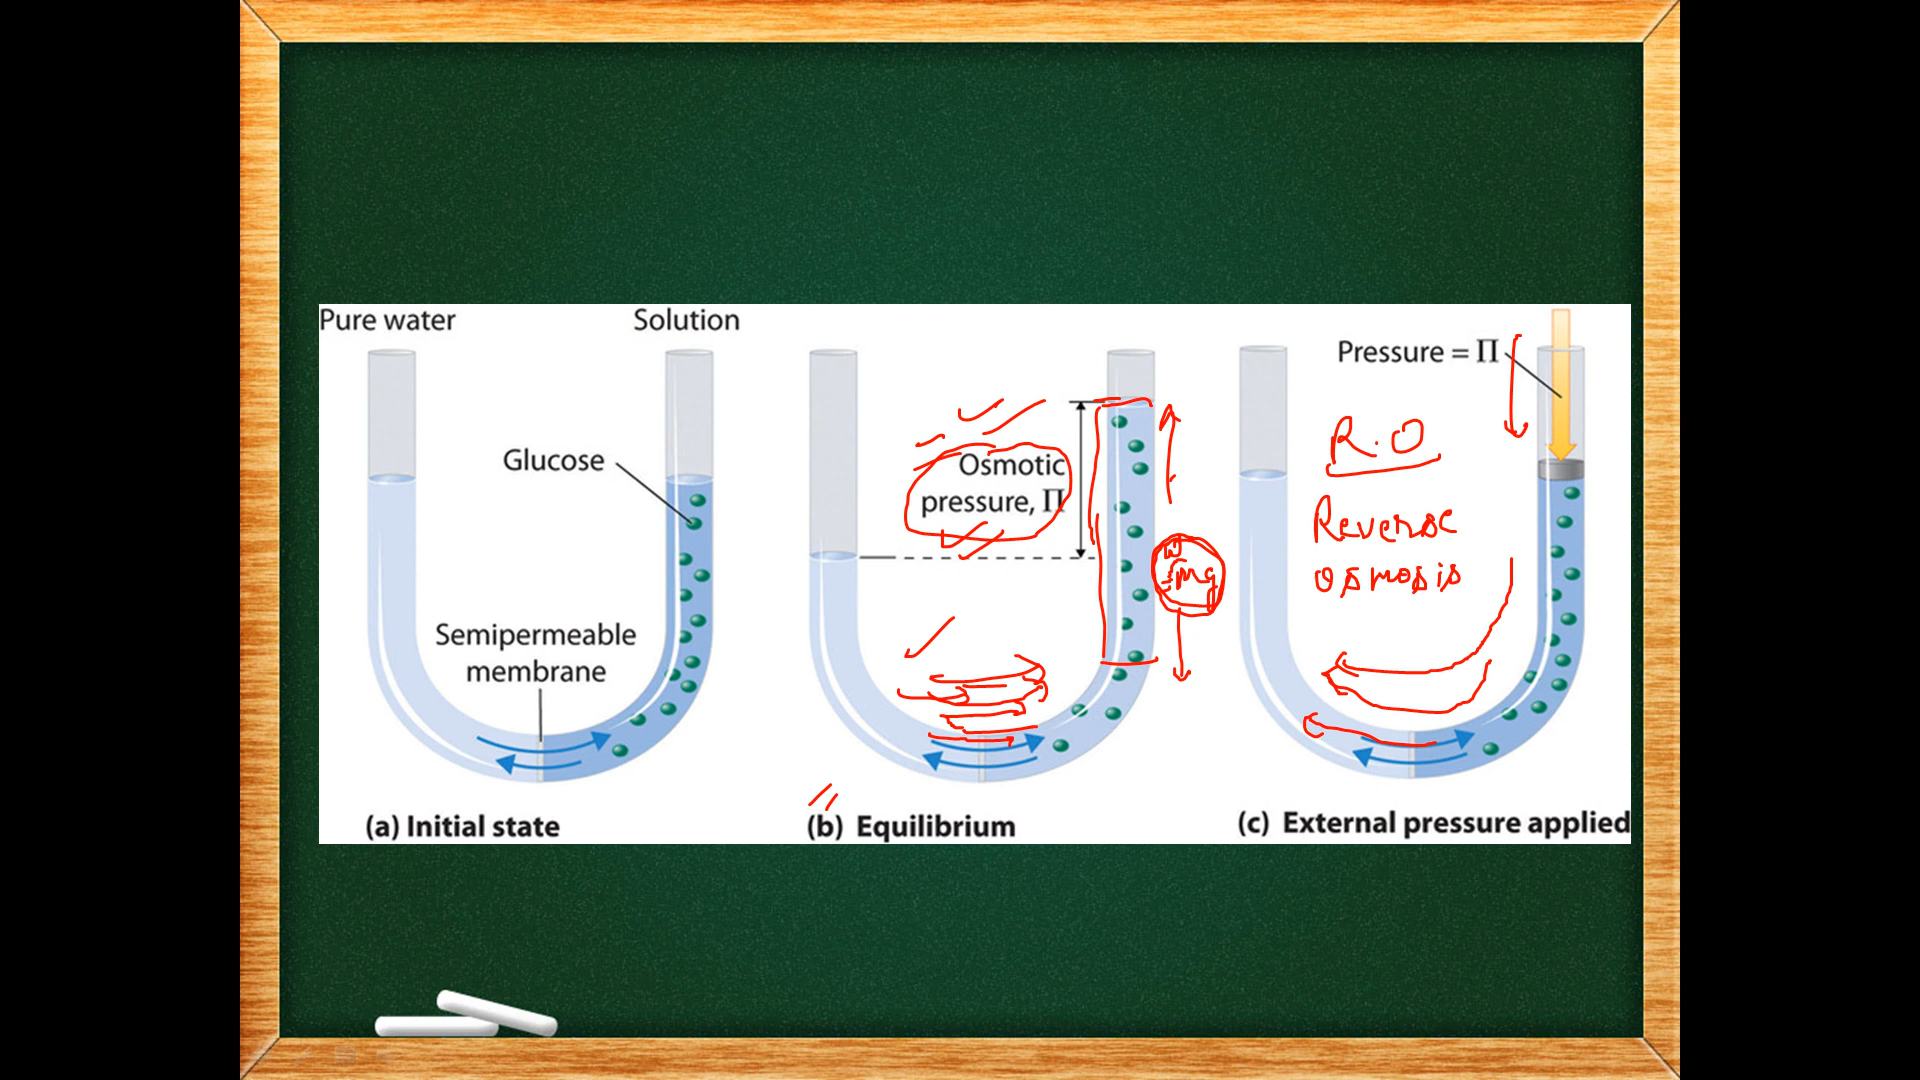 Pure water
Solution
Glucose
Semipermeable
membrane
(a) Initial state
Osmotic
pressure, Π
W
=mg
(b) Equilibrium
Pressure = Π
R.O
Reverse
osmosis
(c) External pressure applied